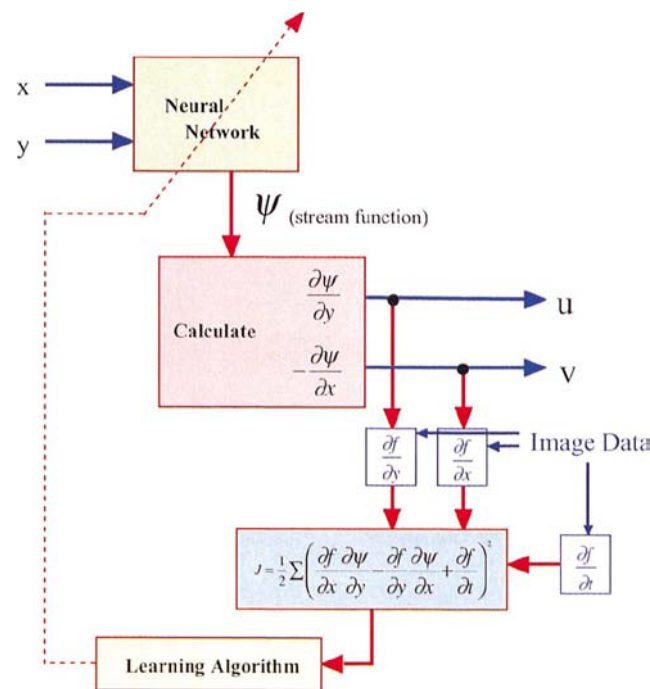 x
y
Neural
Network
ψ (stream function)
Calculate
∂ψ/∂y
-∂ψ/∂x
u
v
∂f/∂y
∂f/∂x
Image Data
J = 1/2 ∑ (∂f/∂x ∂ψ/∂y - ∂f/∂y ∂ψ/∂x + ∂f/∂t)²
∂f/∂t
Learning Algorithm